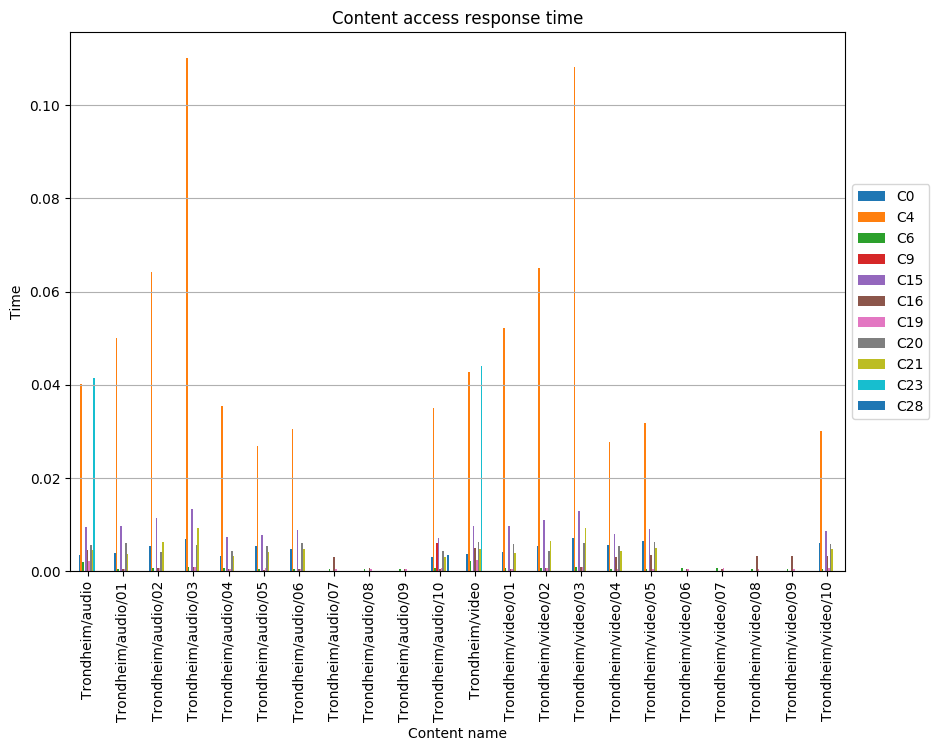 Content access response time
Time
0.10
0.08
0.06
0.04
0.02
0.00
Trondheim/audio
Trondheim/audio/01
Trondheim/audio/02
Trondheim/audio/03
Trondheim/audio/04
Trondheim/audio/05
Trondheim/audio/06
Trondheim/audio/07
Trondheim/audio/08
Trondheim/audio/09
Trondheim/audio/10
Trondheim/video
Trondheim/video/01
Trondheim/video/02
Trondheim/video/03
Trondheim/video/04
Trondheim/video/05
Trondheim/video/06
Trondheim/video/07
Trondheim/video/08
Trondheim/video/09
Trondheim/video/10
Content name
C0
C4
C6
C9
C15
C16
C19
C20
C21
C23
C28